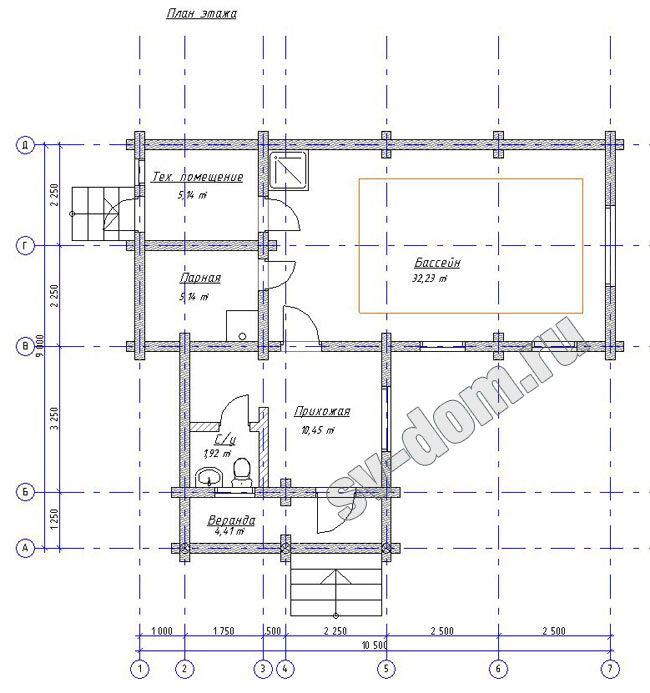 План этажа
Д
Г
В
Б
А
2 250
2 250
9 000
3 250
1250
Тех. помещение
5,14 м²
Парная
5,14 м²
Бассейн
32,23 м²
Прихожая
10,45 м²
С/у
1,92 м²
Веранда
4,41 м²
sv-dom.ru
1 000
1 750
500
2 250
2 500
2 500
10 500
1
2
3
4
5
6
7